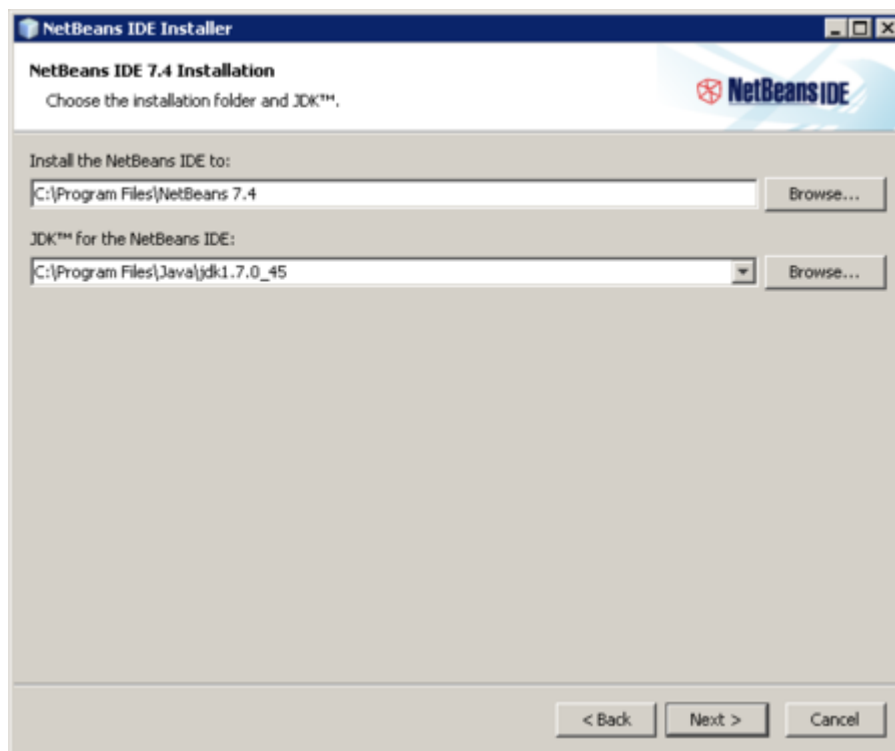 NetBeans IDE Installer
NetBeans IDE 7.4 Installation
Choose the installation folder and JDK™.
NetBeans IDE
Install the NetBeans IDE to:
C:\Program Files\NetBeans 7.4
Browse...
JDK™ for the NetBeans IDE:
C:\Program Files\Java\jdk1.7.0_45
Browse...
< Back
Next >
Cancel